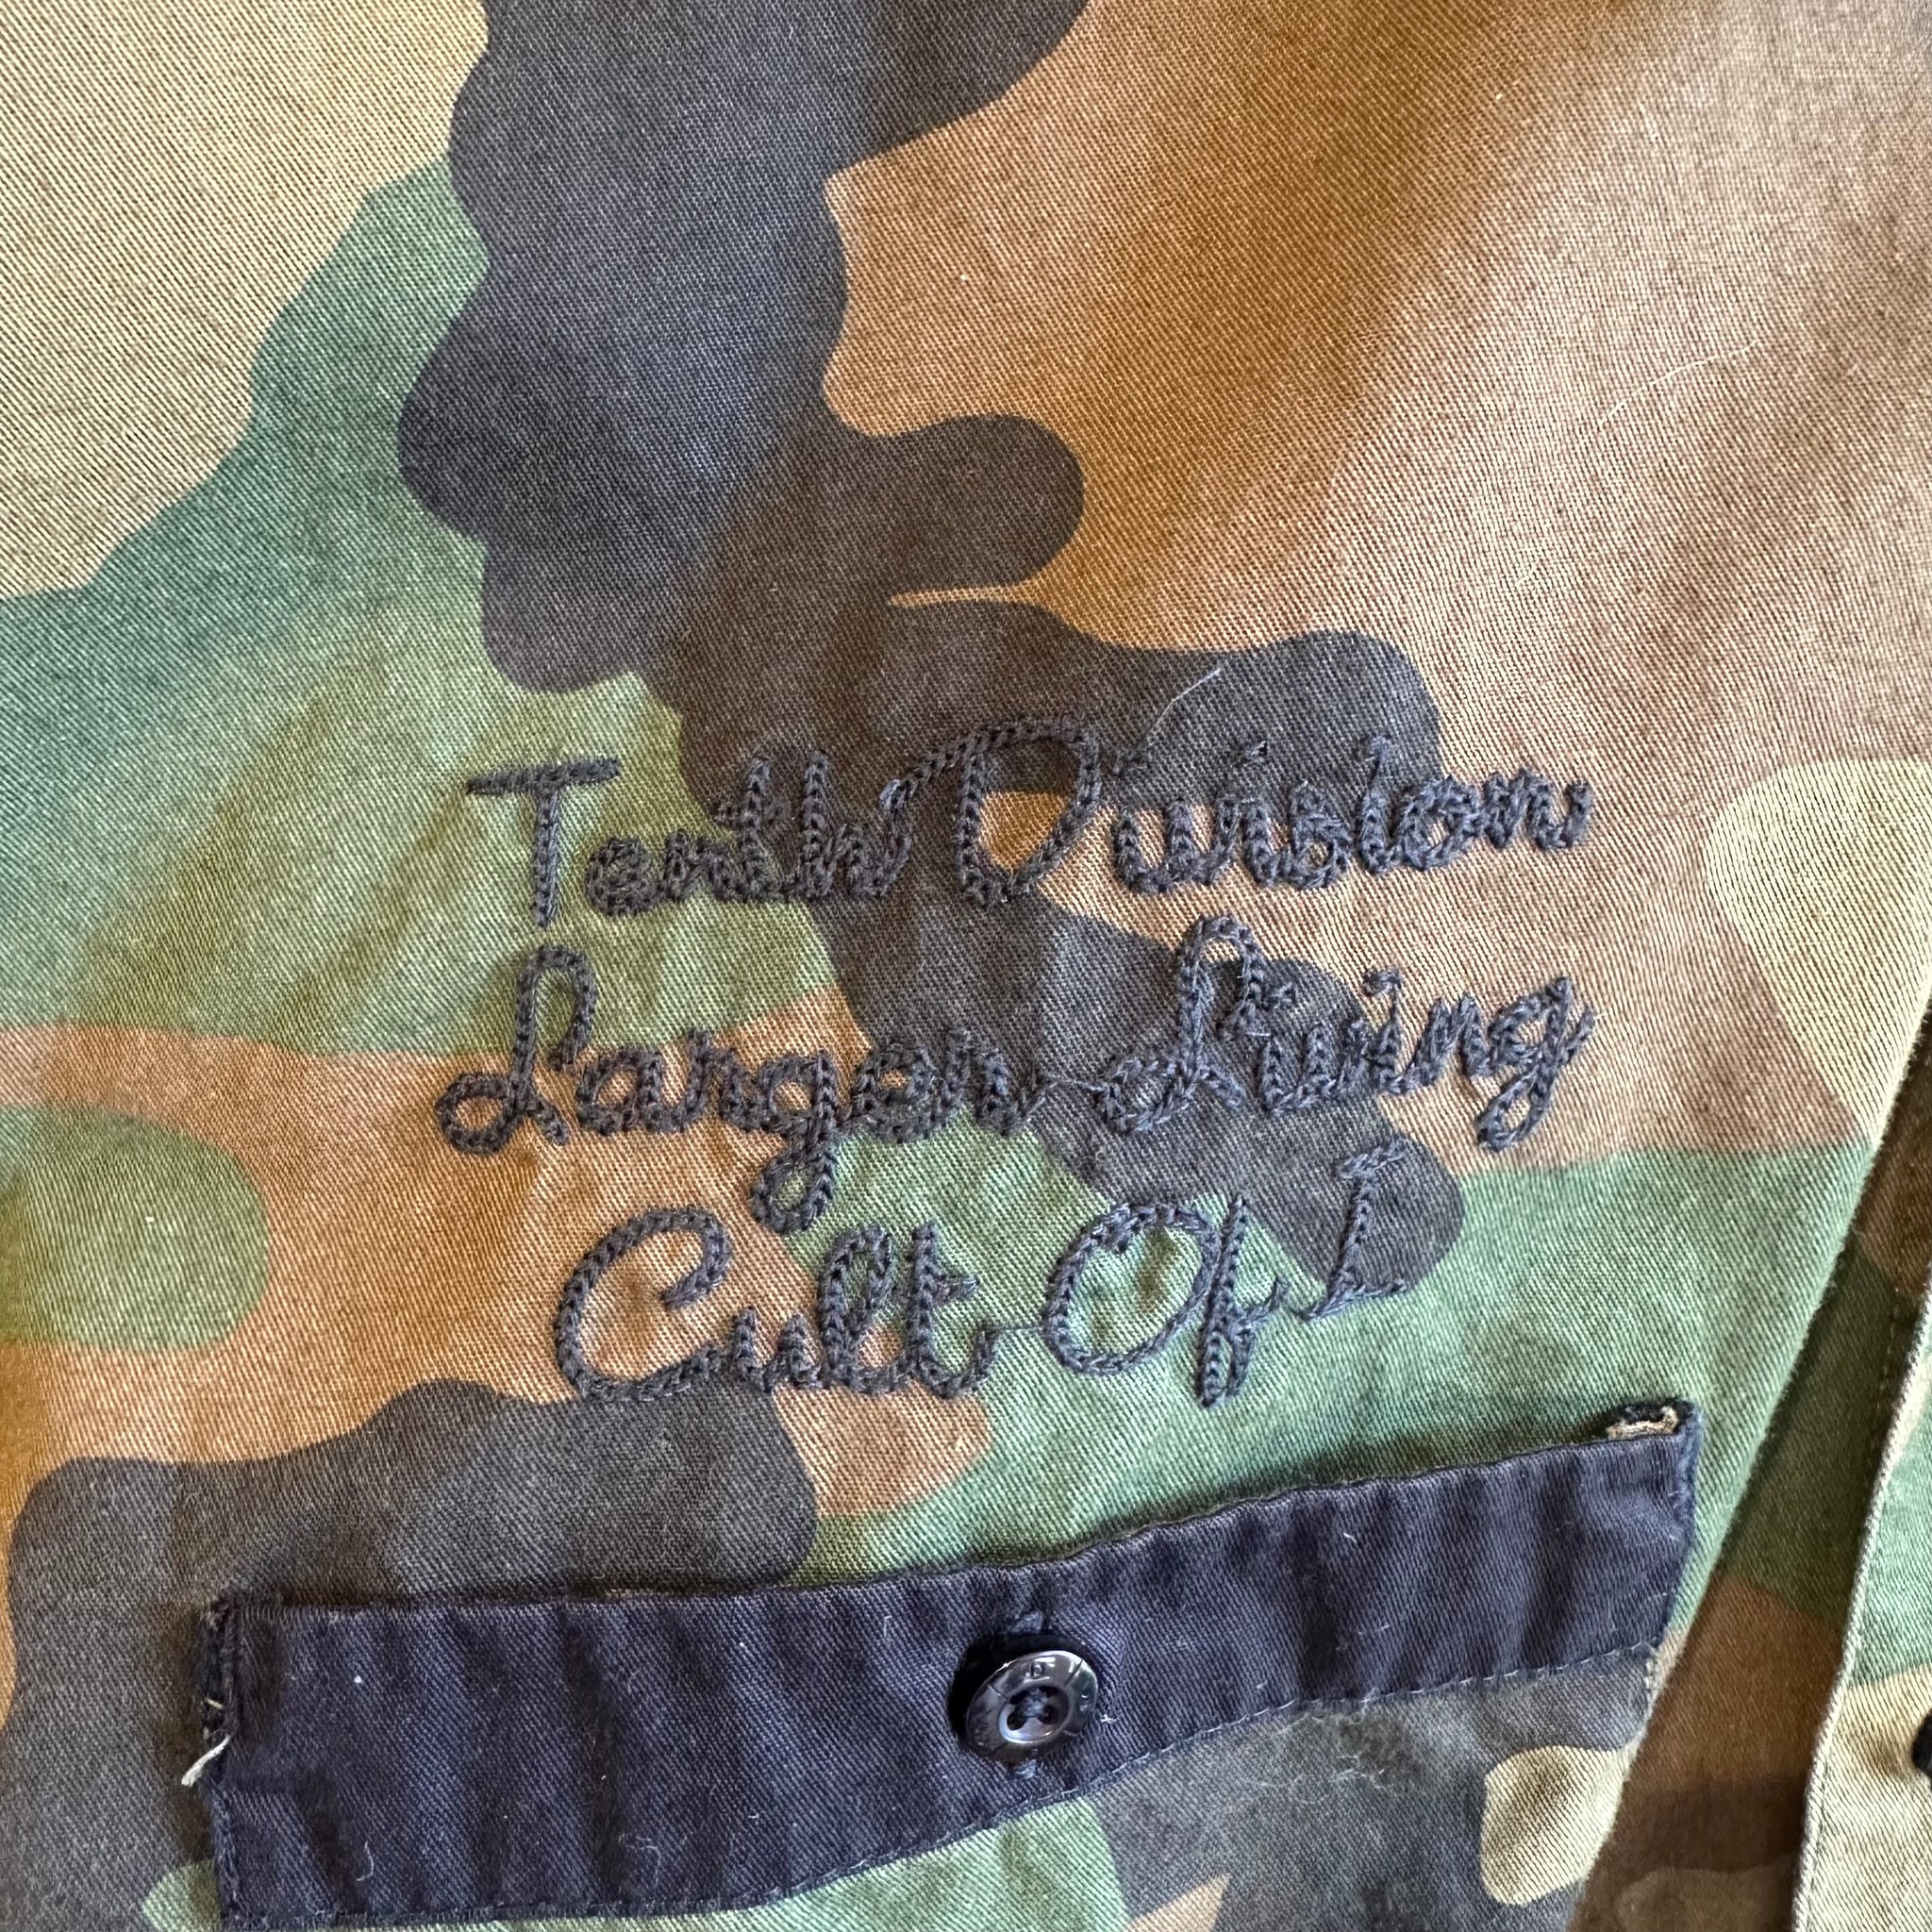 Tenth Division
Larger Living
Cult Of I